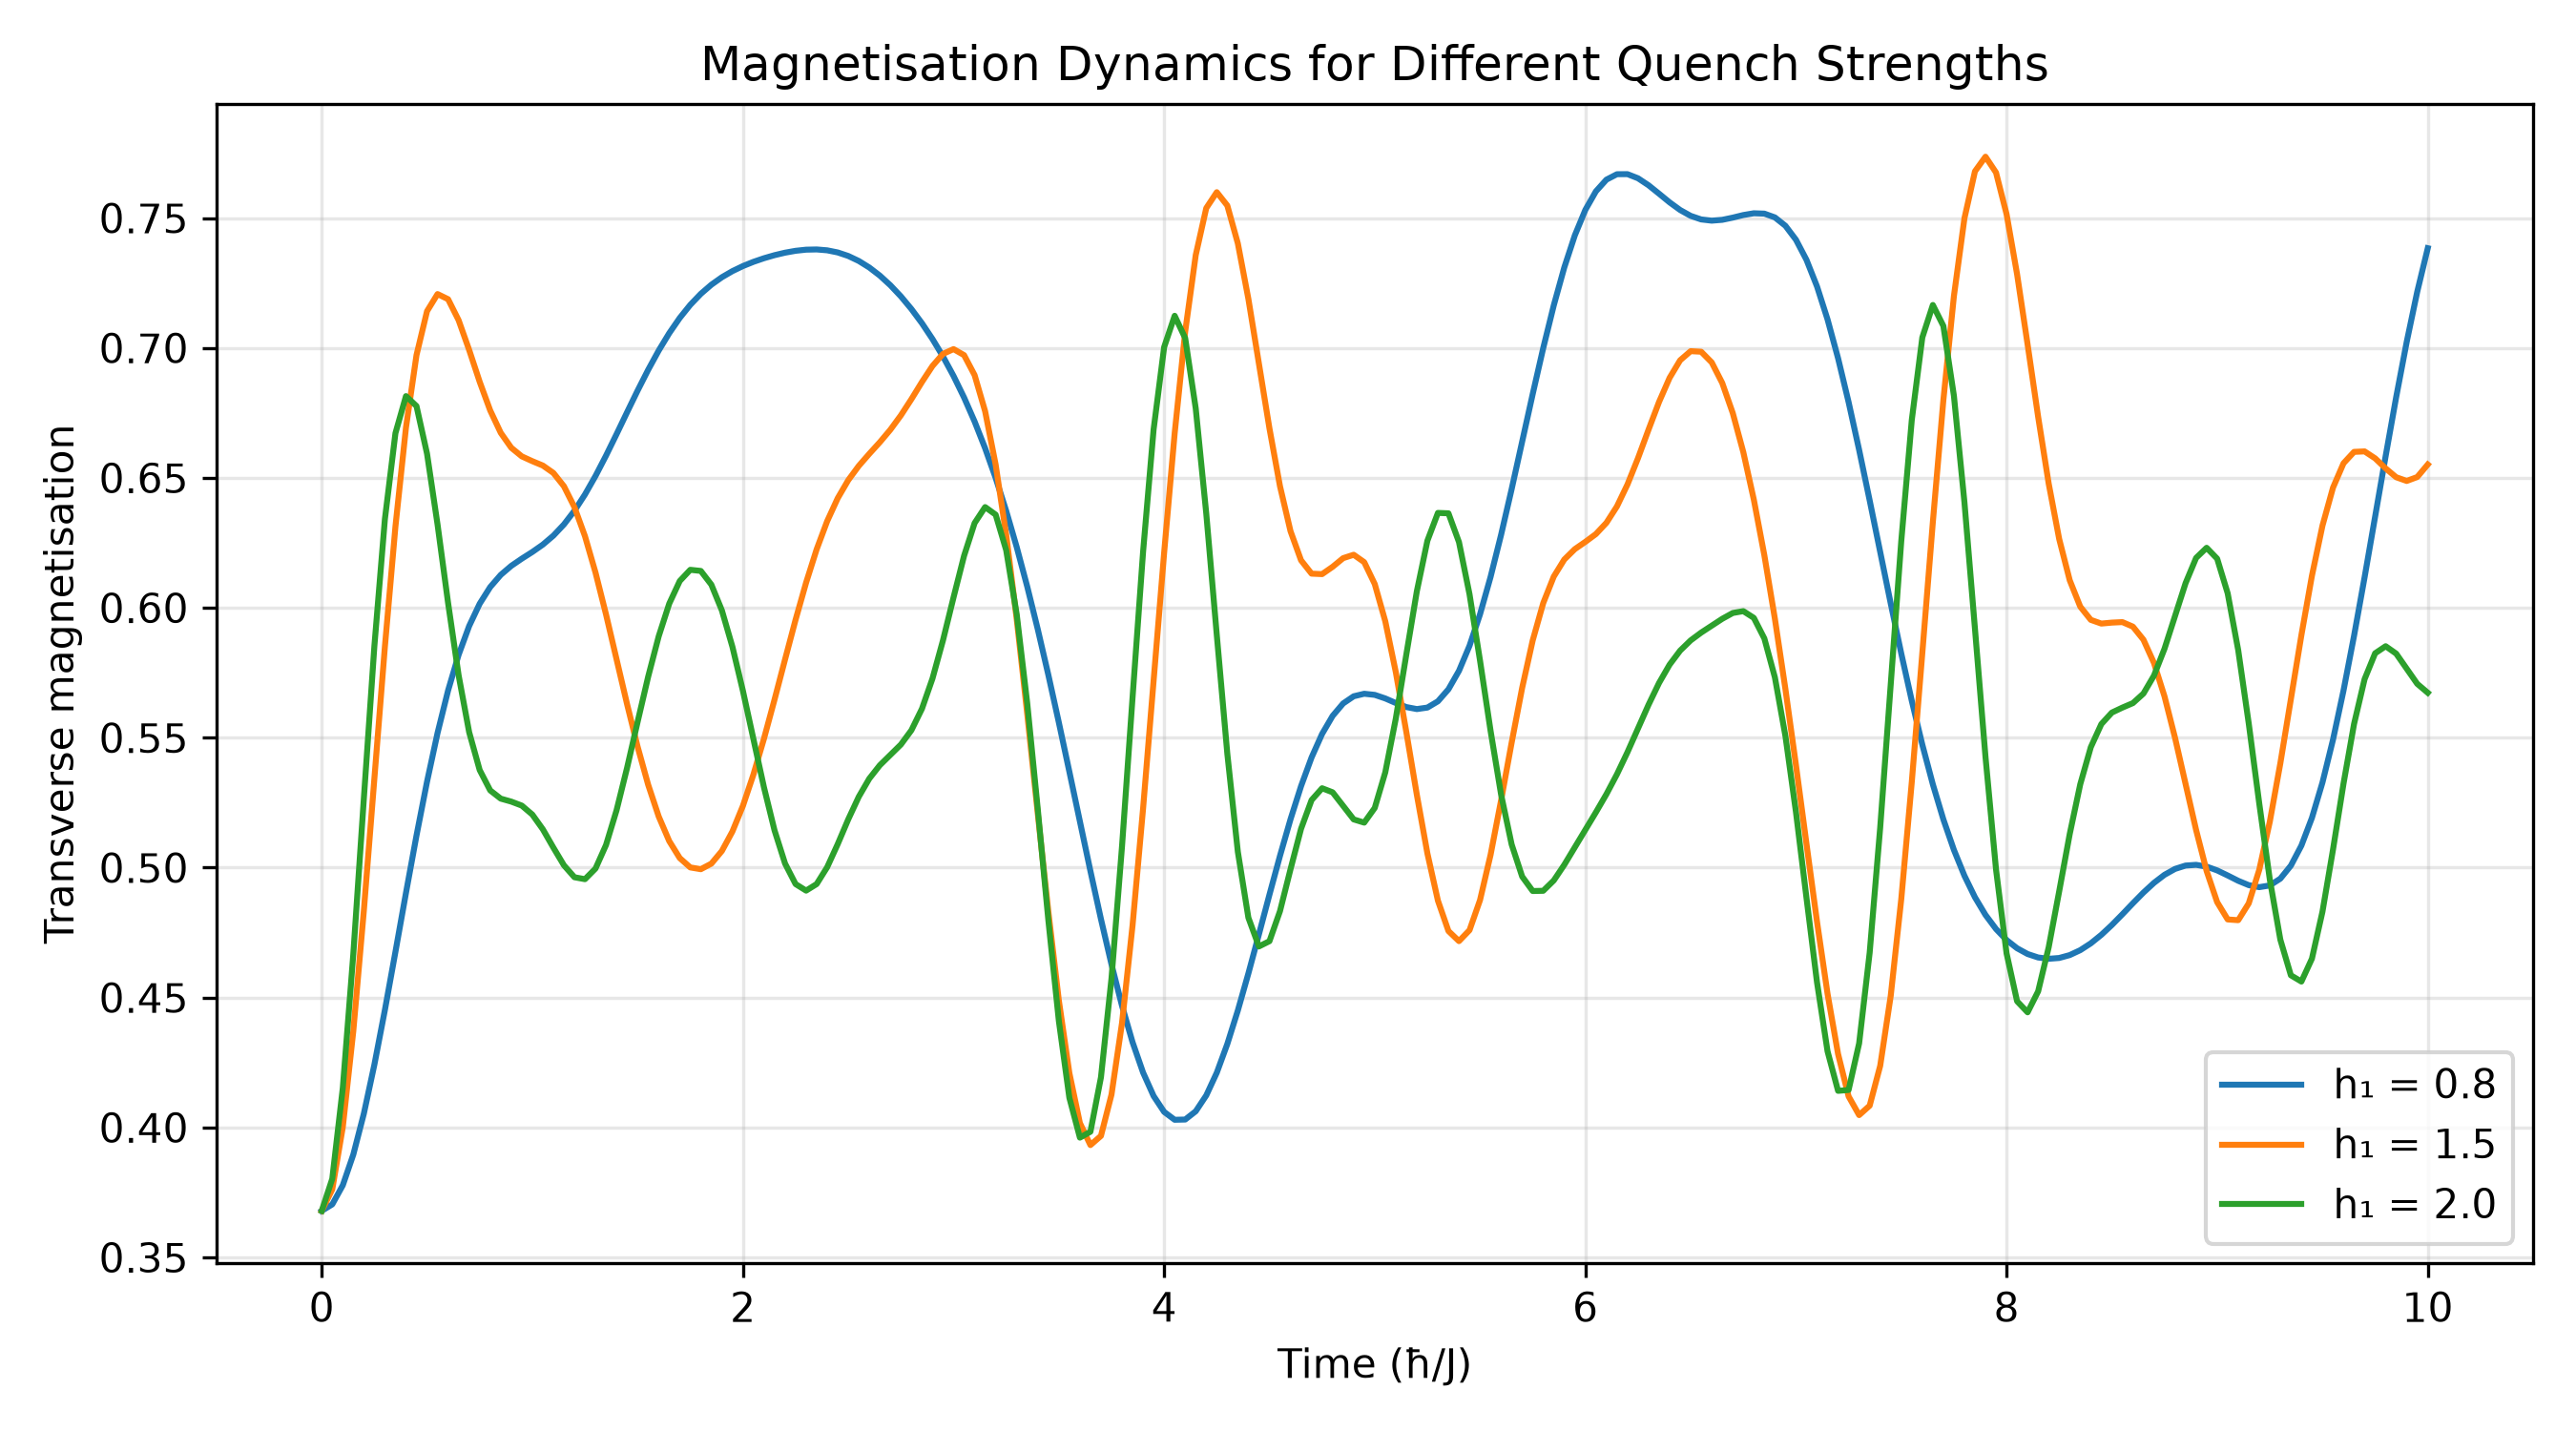 Magnetisation Dynamics for Different Quench Strengths
Transverse magnetisation
0.75
0.70
0.65
0.60
0.55
0.50
0.45
0.40
0.35
0 2 4 6 8 10
Time (ħ/J)
h₁ = 0.8
h₁ = 1.5
h₁ = 2.0